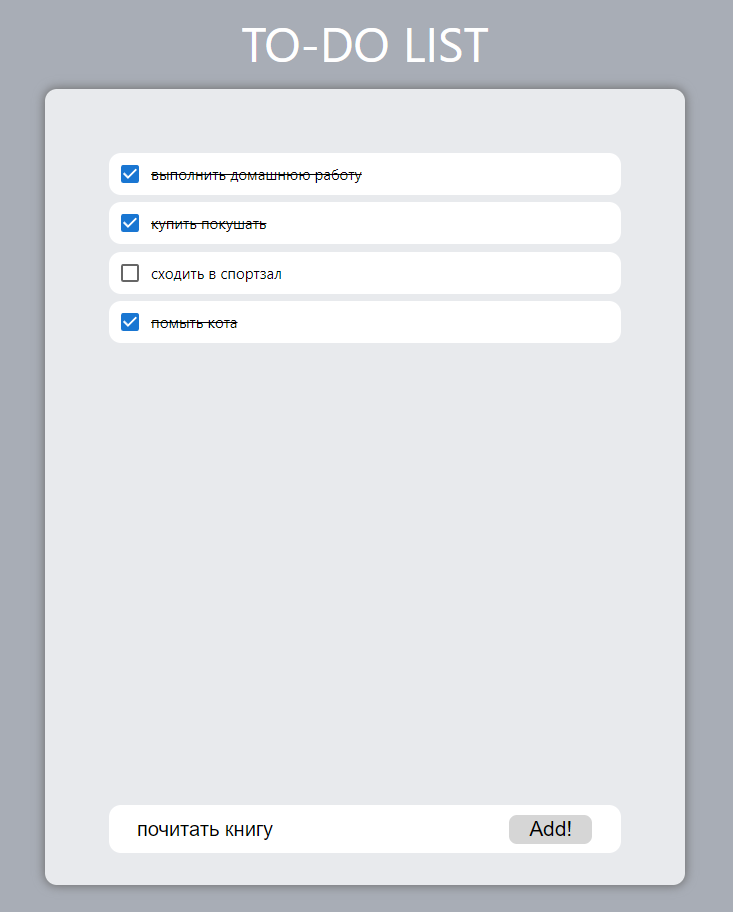 TO-DO LIST
выполнить домашнюю работу
купить покушать
сходить в спортзал
помыть кота
почитать книгу
Add!